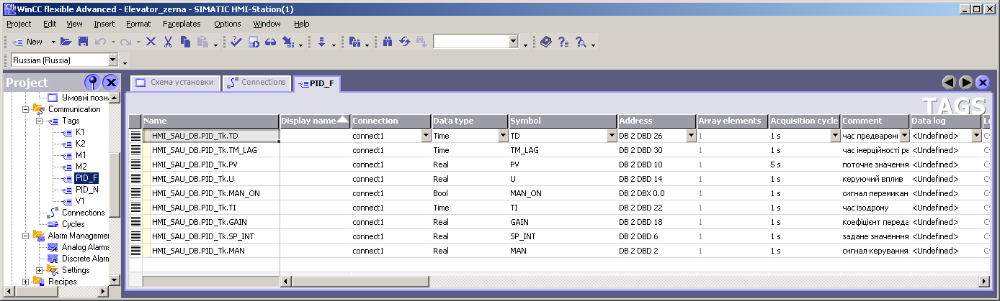 WinCC flexible Advanced - Elevator_zerna - SIMATIC HMI-Station(1)
Project Edit View Insert Format Faceplates Options Window Help
New
Russian (Russia)
Project
Умовні позна
Communication
Tags
K1
K2
M1
M2
PID_F
PID_N
V1
Connections
Cycles
Alarm Management
Analog Alarms
Discrete Alarm
Settings
Recipes
Схема установки Connections PID_F
TAGS
Name Display name Connection Data type Symbol Address Array elements Acquisition cycle Comment Data log
HMI_SAU_DB.PID_Tk.TD connect1 Time TD DB 2 DBD 26 1 1 s час предварен <Undefined>
HMI_SAU_DB.PID_Tk.TM_LAG connect1 Time TM_LAG DB 2 DBD 30 1 1 s час інерційності ре <Undefined>
HMI_SAU_DB.PID_Tk.PV connect1 Real PV DB 2 DBD 10 1 5 s поточне значення <Undefined>
HMI_SAU_DB.PID_Tk.U connect1 Real U DB 2 DBD 14 1 1 s керуючий вплив <Undefined>
HMI_SAU_DB.PID_Tk.MAN_ON connect1 Bool MAN_ON DB 2 DBX 0.0 1 1 s сигнал перемикан <Undefined>
HMI_SAU_DB.PID_Tk.TI connect1 Time TI DB 2 DBD 22 1 1 s час ізодрому <Undefined>
HMI_SAU_DB.PID_Tk.GAIN connect1 Real GAIN DB 2 DBD 18 1 1 s коефіцієнт переда <Undefined>
HMI_SAU_DB.PID_Tk.SP_INT connect1 Real SP_INT DB 2 DBD 6 1 1 s задане значенння <Undefined>
HMI_SAU_DB.PID_Tk.MAN connect1 Real MAN DB 2 DBD 2 1 1 s сигнал керування <Undefined>